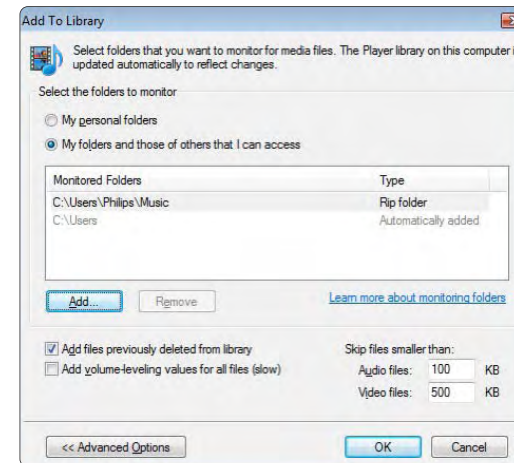 Add To Library
Select folders that you want to monitor for media files. The Player library on this computer i
updated automatically to reflect changes.
Select the folders to monitor
My personal folders
My folders and those of others that I can access
Monitored Folders Type
C:\Users\Philips\Music Rip folder
C:\Users Automatically added
Add... Remove Learn more about monitoring folders
Add files previously deleted from library Skip files smaller than:
Add volume-leveling values for all files (slow) Audio files: 100 KB
Video files: 500 KB
<< Advanced Options OK Cancel